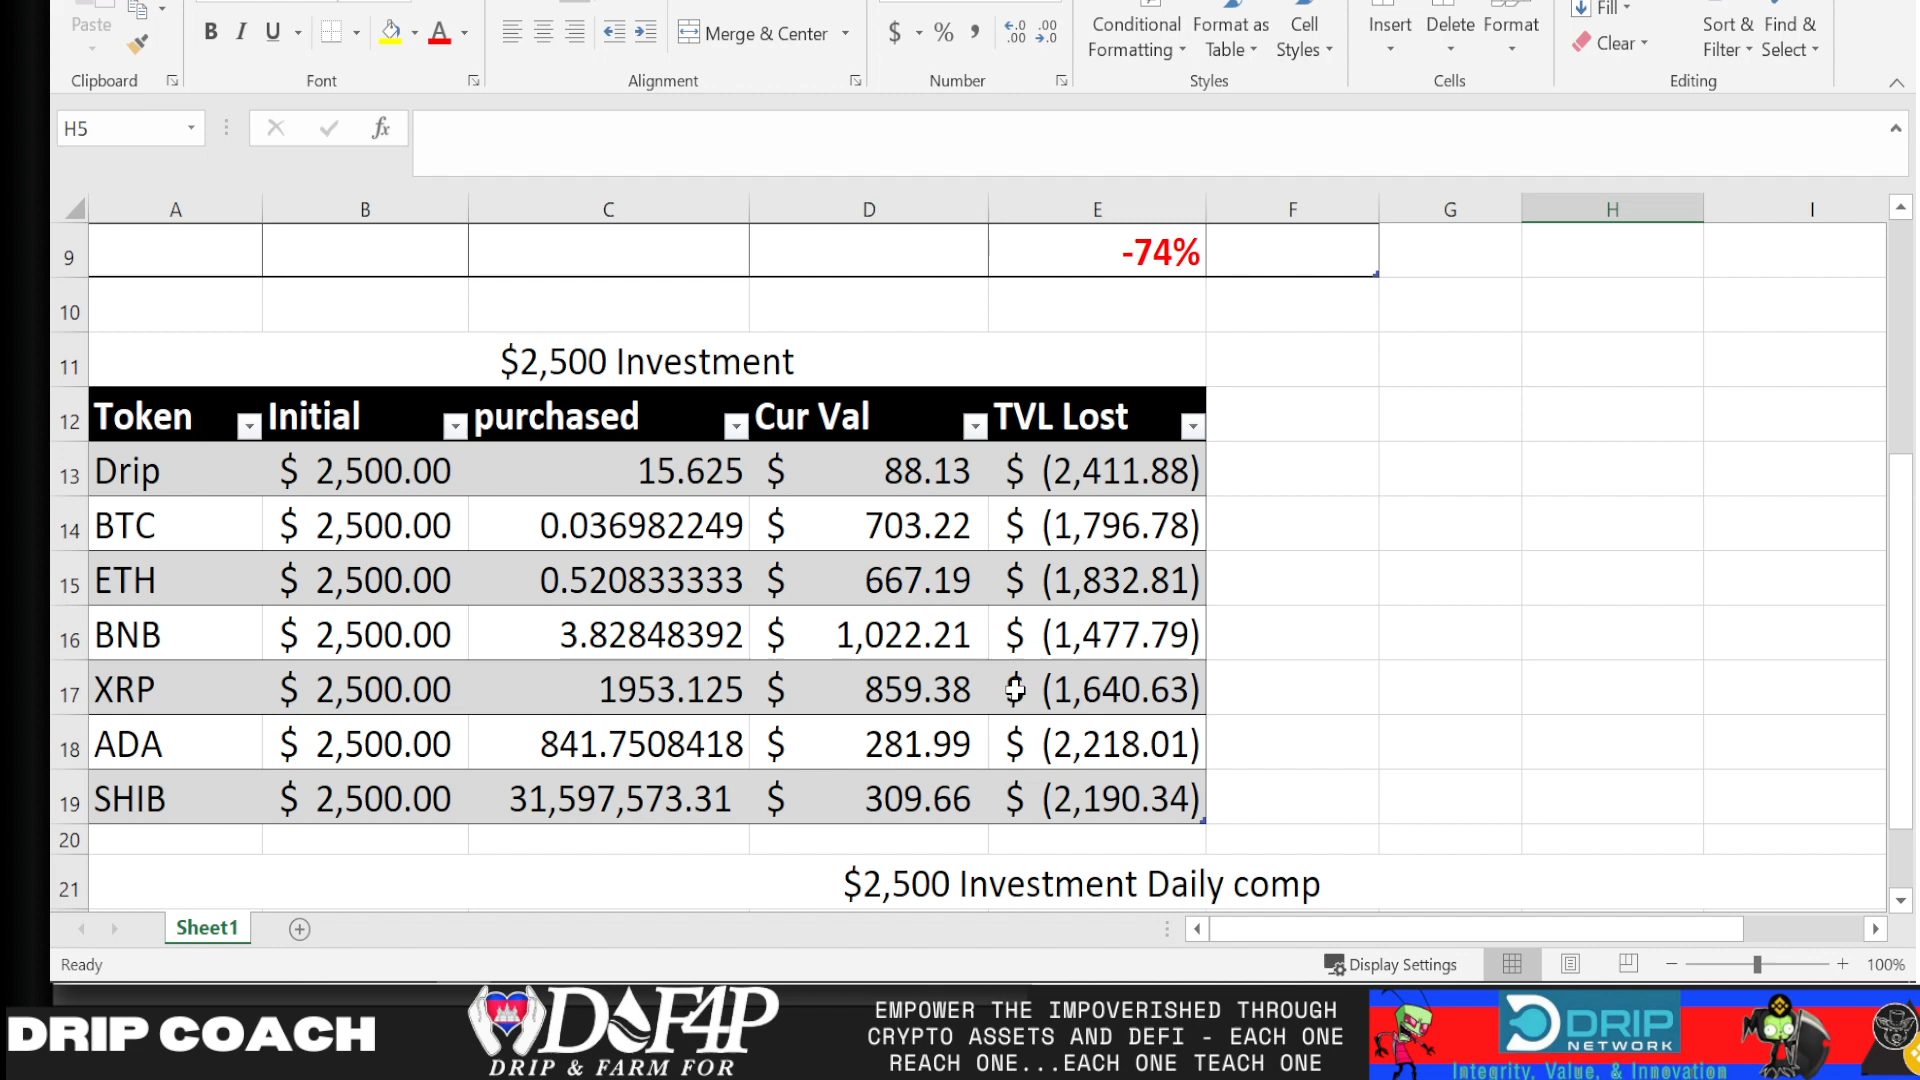 Paste
B I U A
Merge & Center
$ % ,
Conditional Formatting
Format as Table
Cell Styles
Insert Delete Format
Fill
Clear
Sort & Filter
Find & Select
Clipboard Font Alignment Number Styles Cells Editing
H5 fx
A B C D E F G H I
9 -74%
10
11 $2,500 Investment
12 Token Initial purchased Cur Val TVL Lost
13 Drip $ 2,500.00 15.625 $ 88.13 $ (2,411.88)
14 BTC $ 2,500.00 0.036982249 $ 703.22 $ (1,796.78)
15 ETH $ 2,500.00 0.520833333 $ 667.19 $ (1,832.81)
16 BNB $ 2,500.00 3.82848392 $ 1,022.21 $ (1,477.79)
17 XRP $ 2,500.00 1953.125 $ 859.38 $ (1,640.63)
18 ADA $ 2,500.00 841.7508418 $ 281.99 $ (2,218.01)
19 SHIB $ 2,500.00 31,597,573.31 $ 309.66 $ (2,190.34)
20
21 $2,500 Investment Daily comp
Sheet1
Ready Display Settings 100%
DRIP COACH
D&F4P
DRIP & FARM FOR
EMPOWER THE IMPOVERISHED THROUGH
CRYPTO ASSETS AND DEFI - EACH ONE
REACH ONE...EACH ONE TEACH ONE
DRIP
NETWORK
Integrity, Value, & Innovation